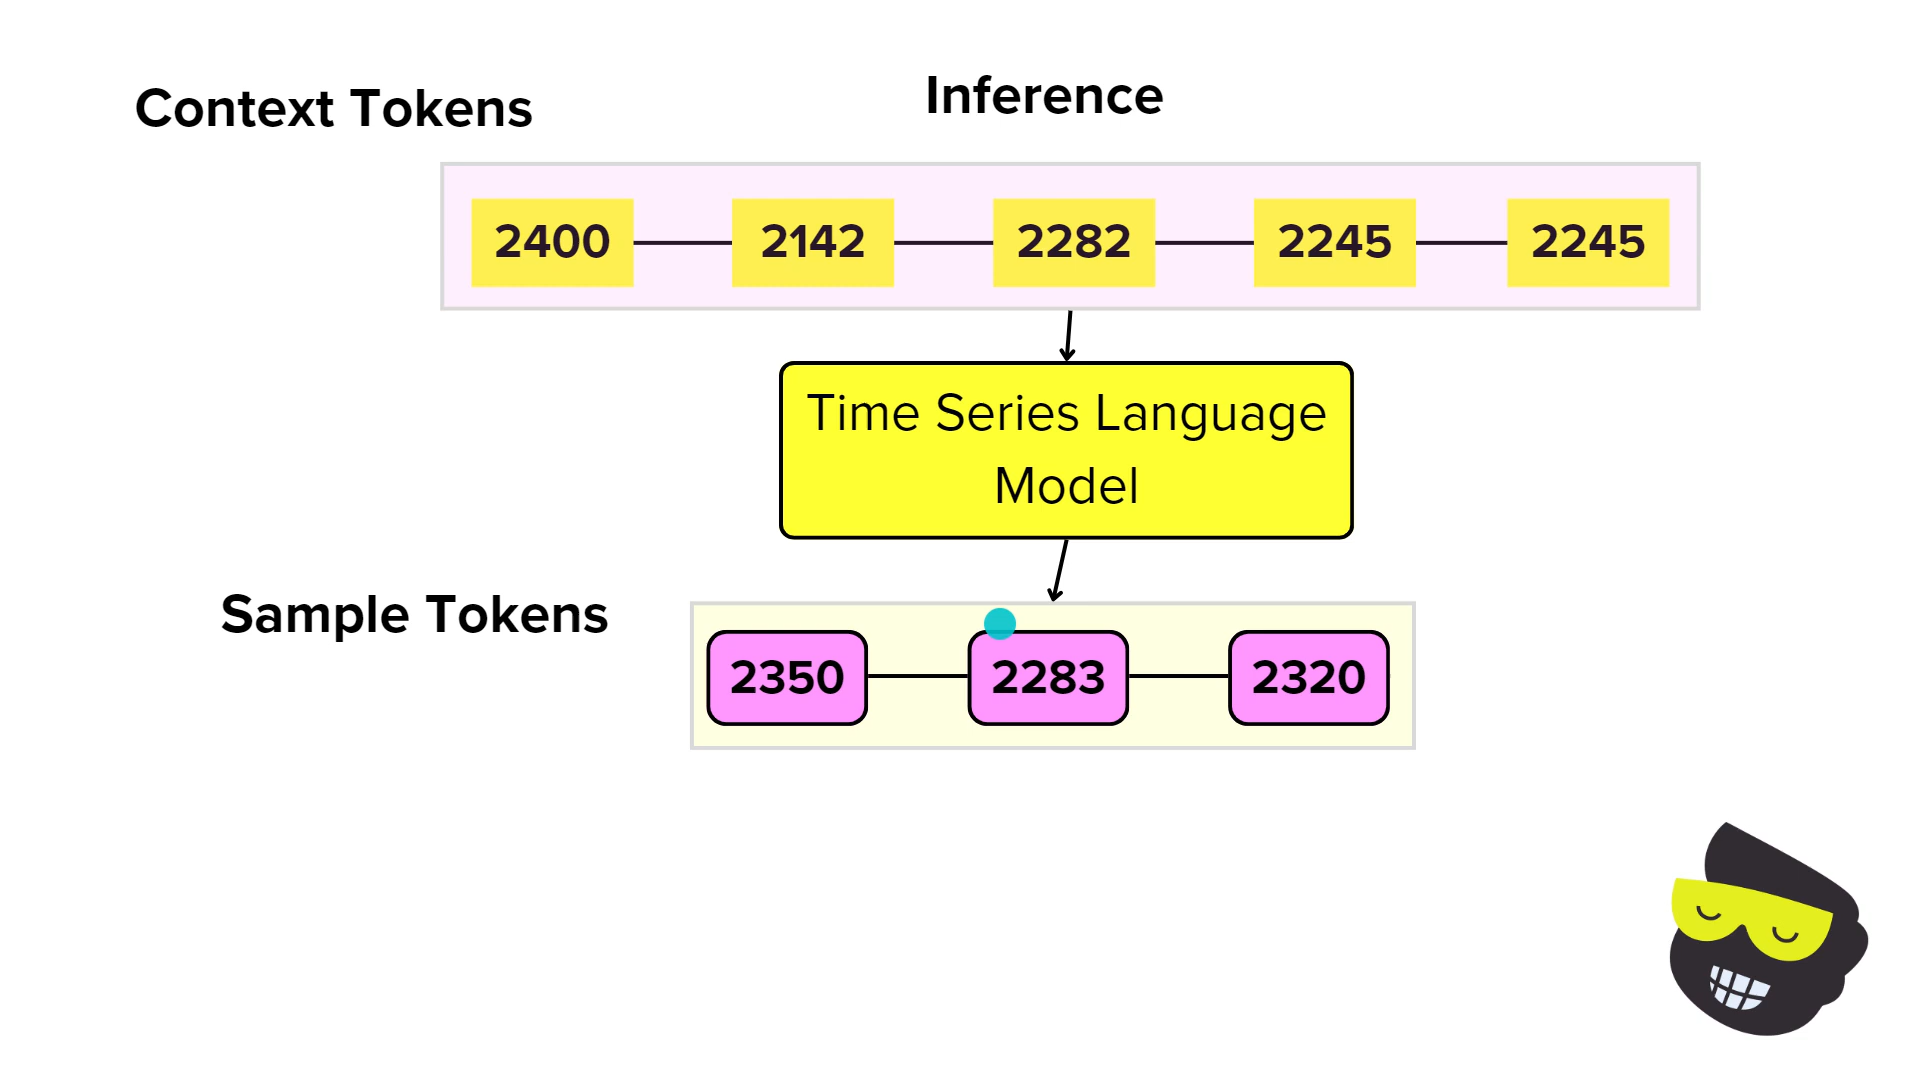 Context Tokens
Inference
2400 2142 2282 2245 2245
Time Series Language
Model
Sample Tokens
2350 2283 2320